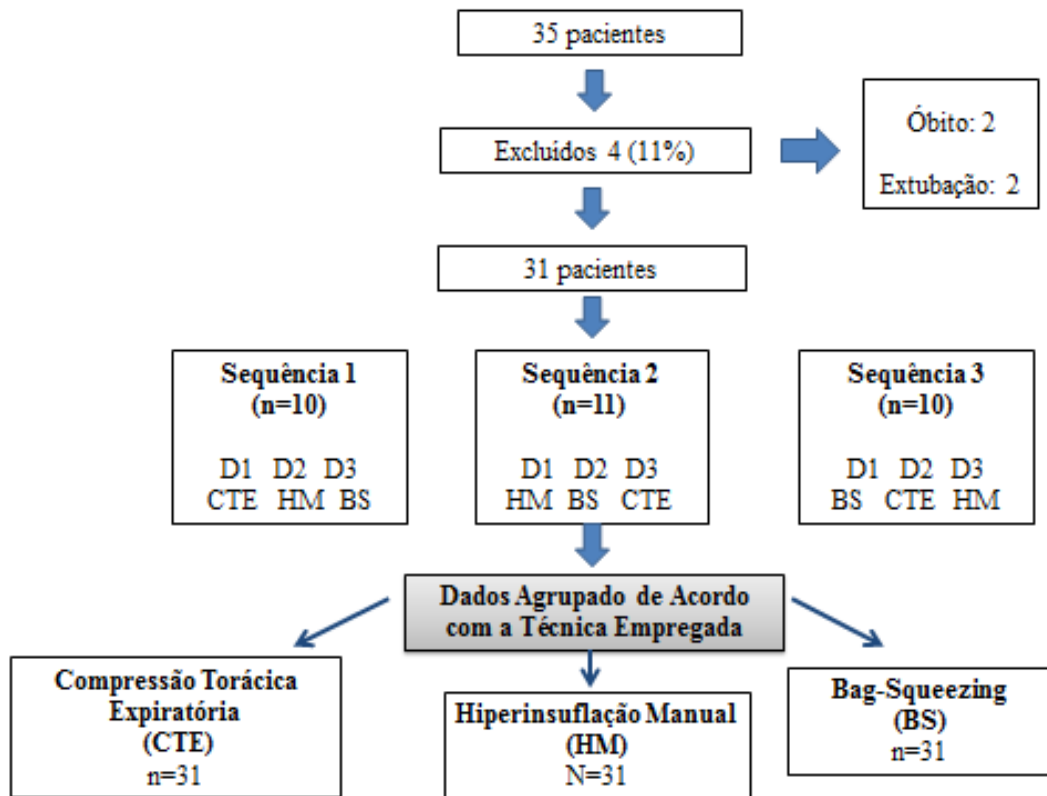 35 pacientes
Excluídos 4 (11%)
Óbito: 2
Extubação: 2
31 pacientes
Sequência 1
(n=10)
D1 D2 D3
CTE HM BS
Sequência 2
(n=11)
D1 D2 D3
HM BS CTE
Sequência 3
(n=10)
D1 D2 D3
BS CTE HM
Dados Agrupado de Acordo
com a Técnica Empregada
Compressão Torácica
Expiratória
(CTE)
n=31
Hiperinsuflação Manual
(HM)
N=31
Bag-Squeezing
(BS)
n=31